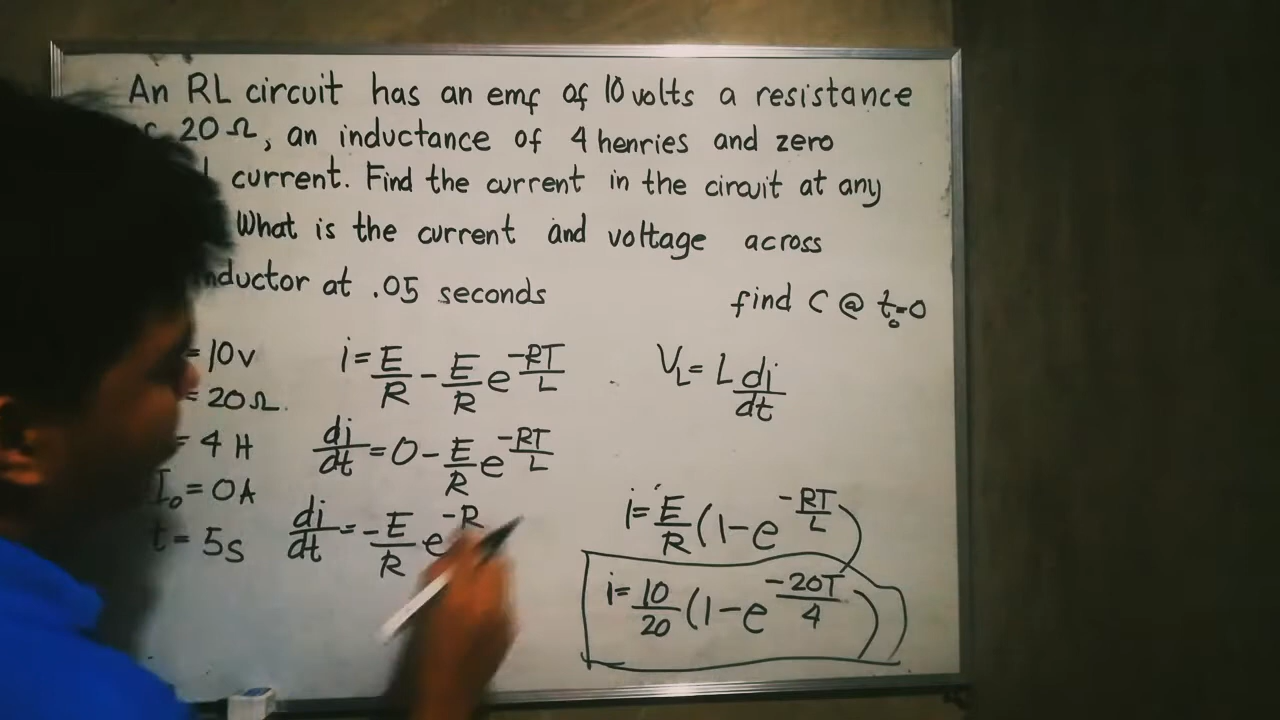 An RL circuit has an emf of 10 volts a resistance
20 Ω, an inductance of 4 henries and zero
current. Find the current in the circuit at any
What is the current and voltage across
at .05 seconds
find C @ t₀=0
= 10v
= 20 Ω.
= 4 H
I₀ = 0A
t = 5s
i = E/R - E/R e^(-RT/L)
di/dt = 0 - E/R e^(-RT/L)
di/dt = -E/R e^(-R
V_L = L di/dt
i = E/R (1 - e^(-RT/L))
i = 10/20 (1 - e^(-20T/4))